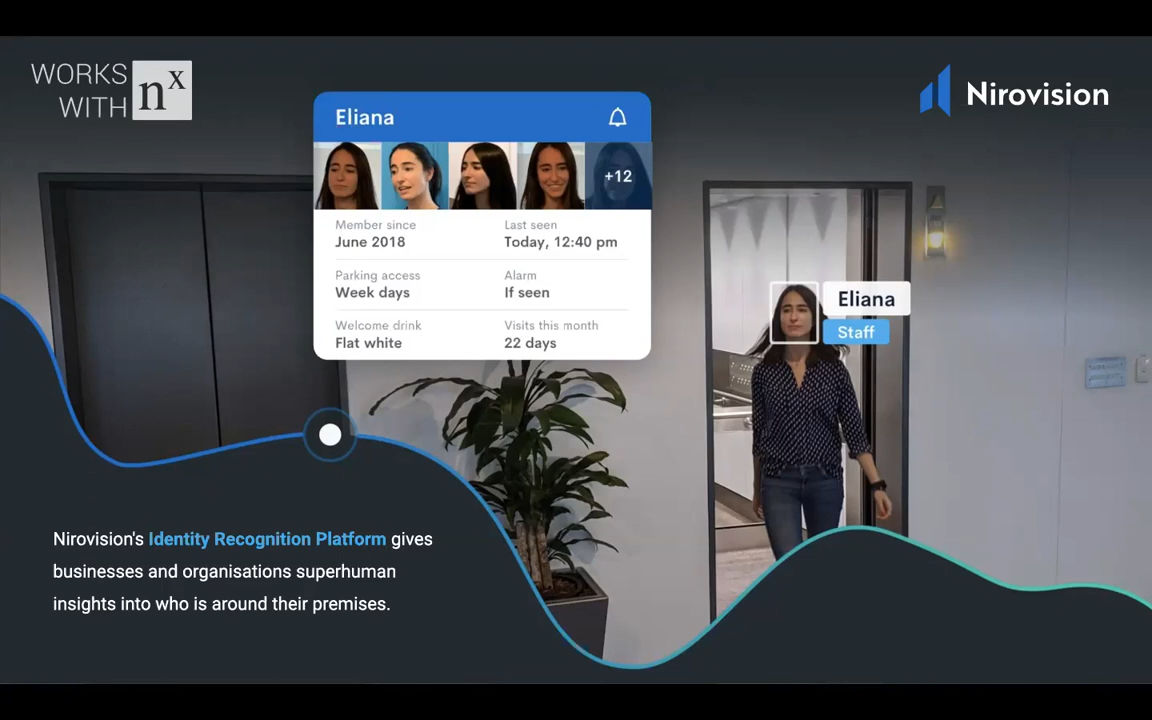 WORKS
WITH nx
Nirovision
Eliana
+12
Member since
Last seen
June 2018
Today, 12:40 pm
Parking access
Alarm
Week days
If seen
Welcome drink
Visits this month
Flat white
22 days
Eliana
Staff
Nirovision's Identity Recognition Platform gives
businesses and organisations superhuman
insights into who is around their premises.